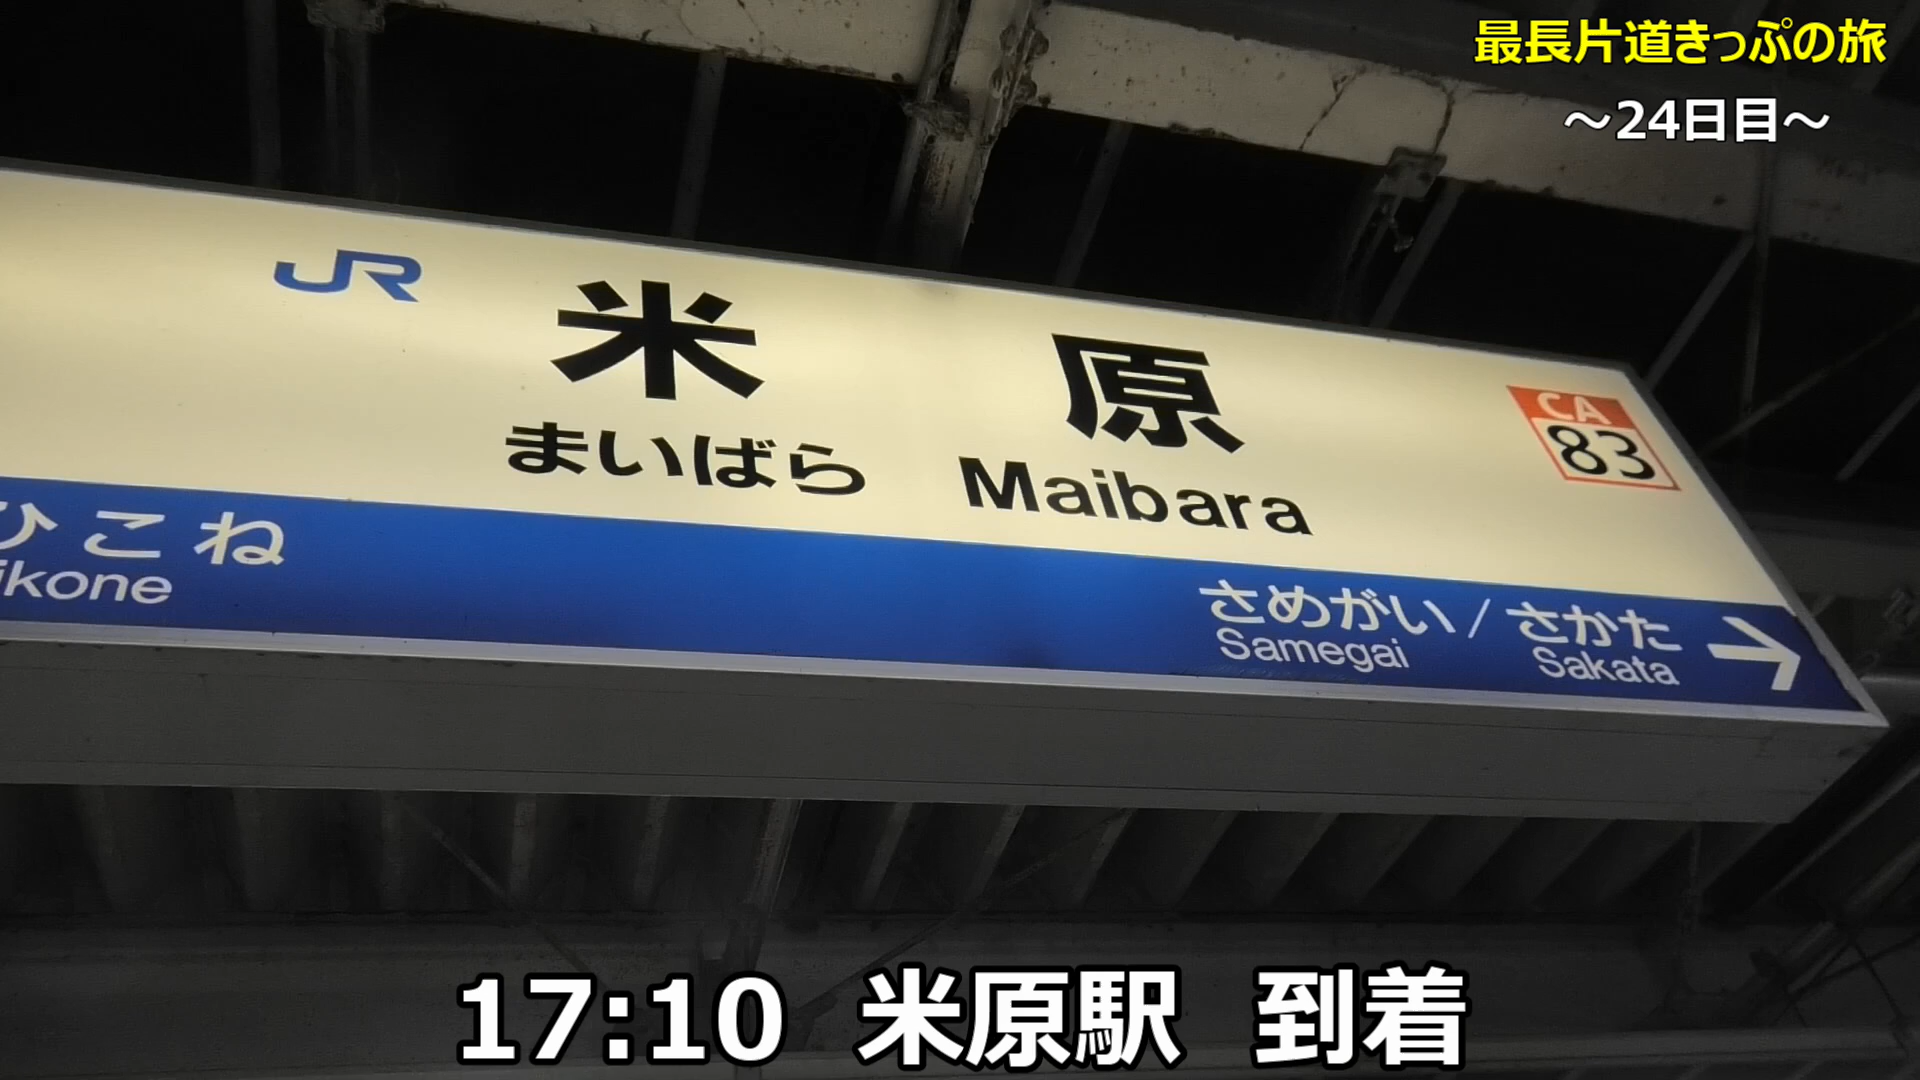 最長片道きっぷの旅
～24日目～
JR 米原
まいばら Maibara
CA
83
ひこね
ikone
さめがい/さかた →
Samegai Sakata
17:10 米原駅 到着